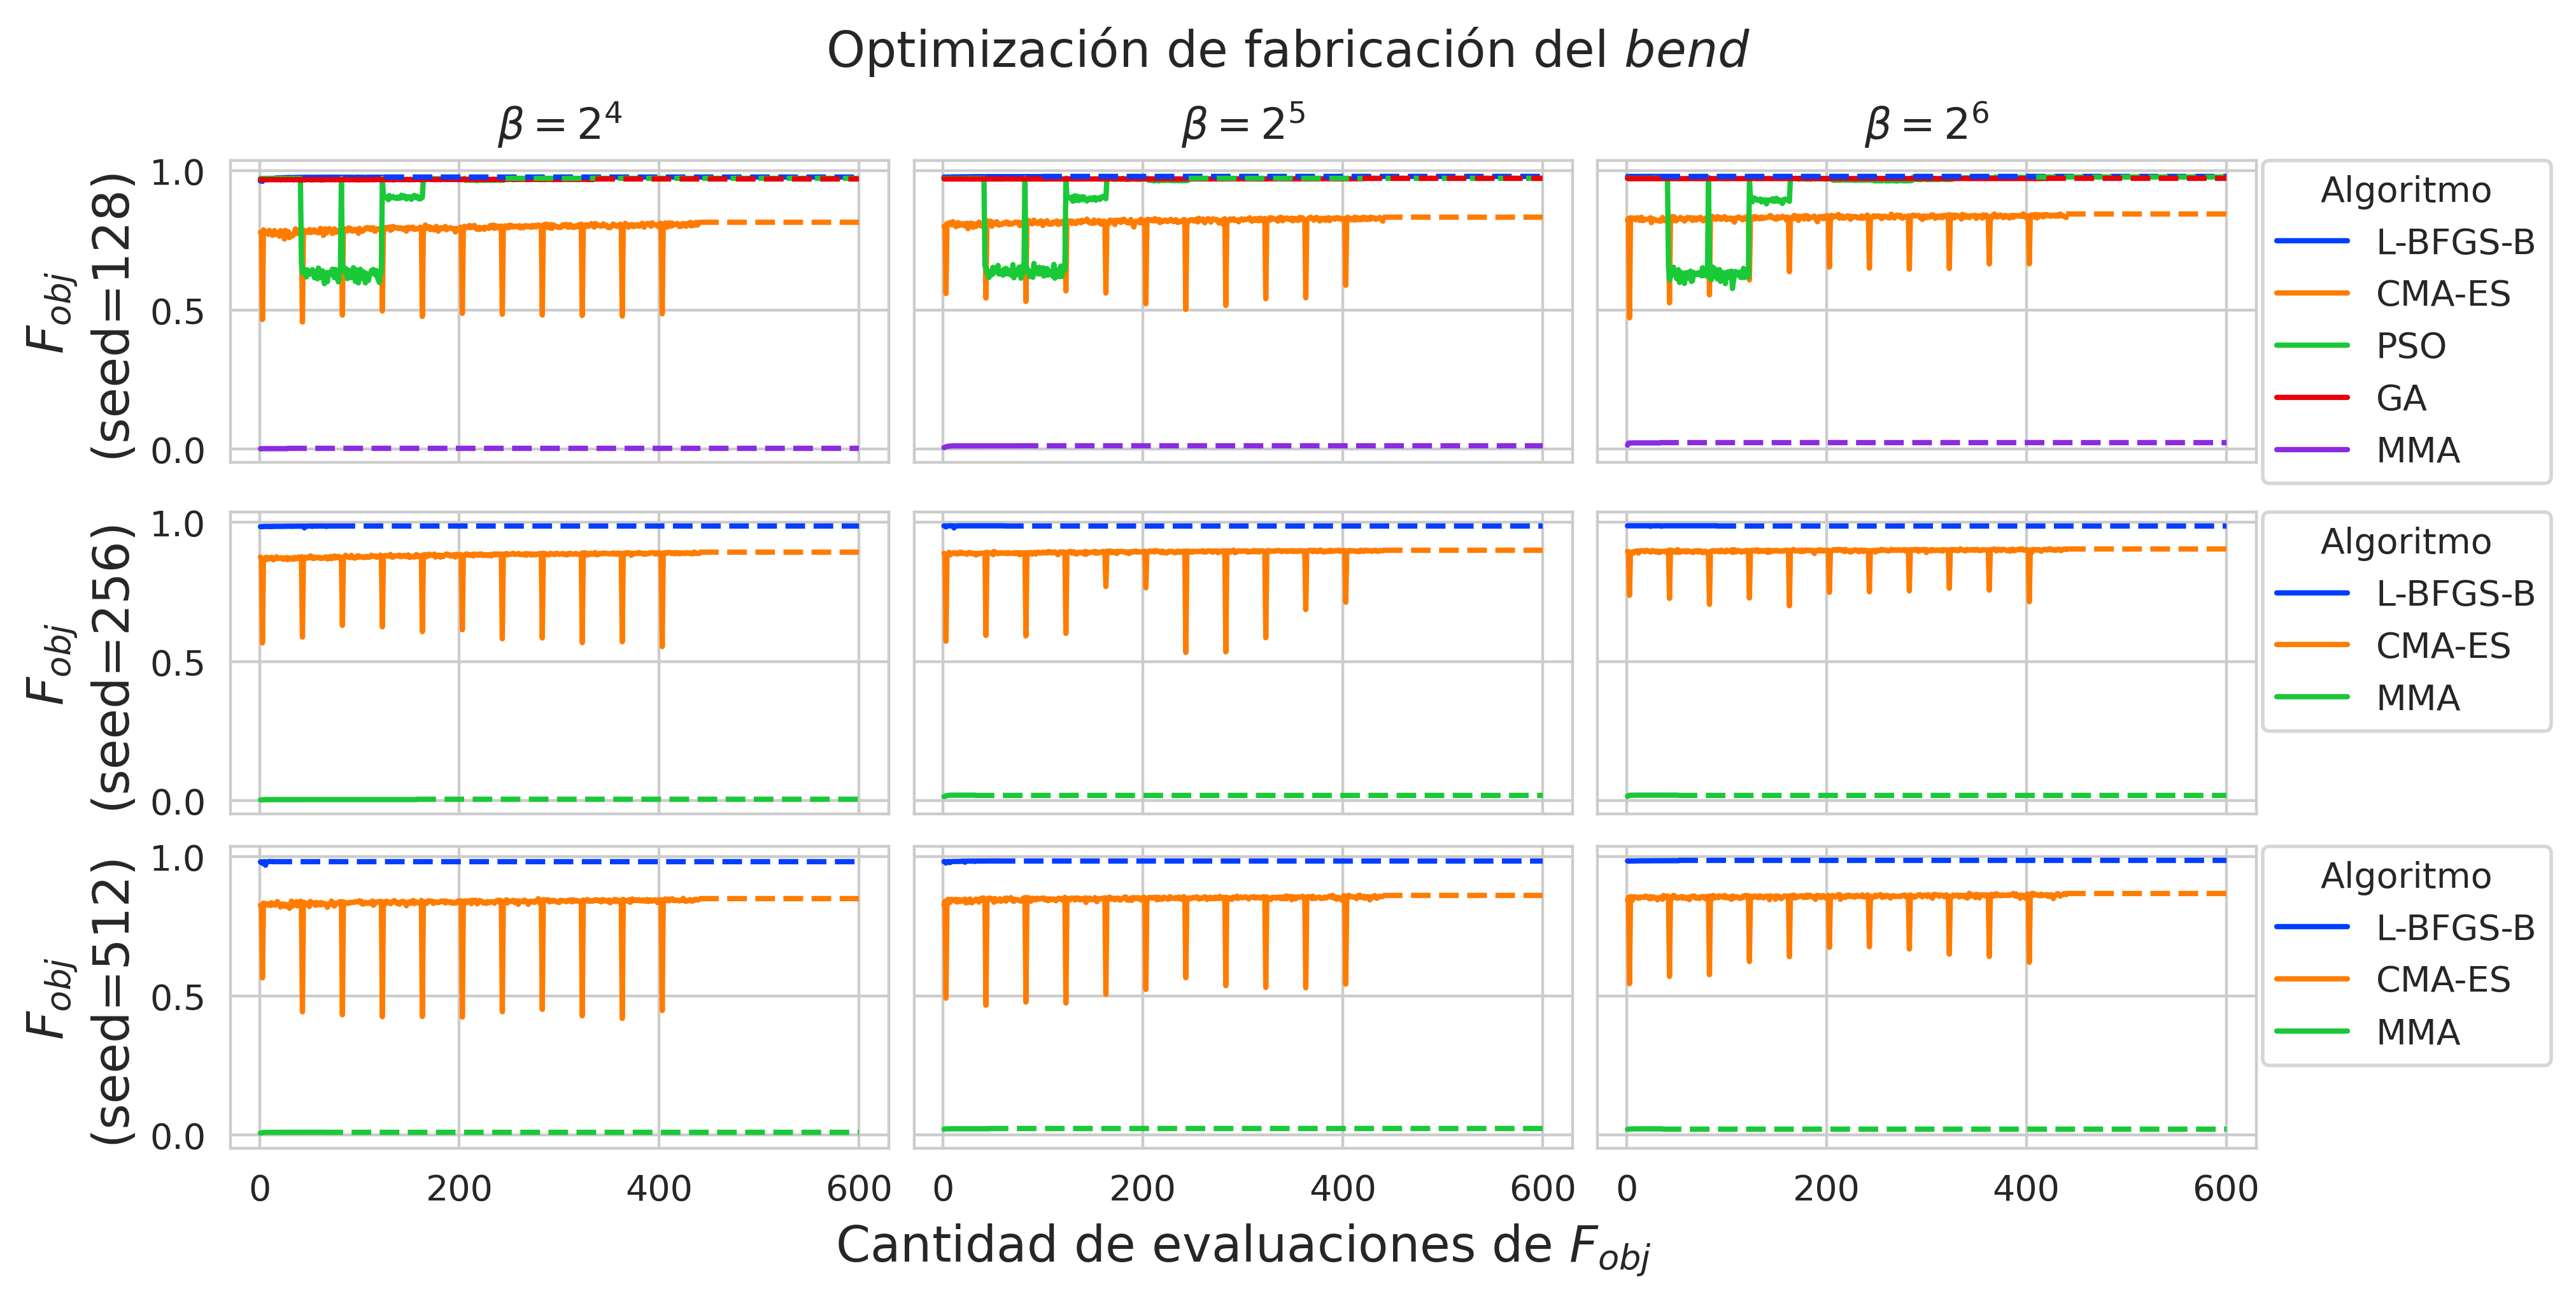 Optimización de fabricación del bend
β = 2⁴
β = 2⁵
β = 2⁶
F_obj
(seed=128)
1.0
0.5
0.0
Algoritmo
L-BFGS-B
CMA-ES
PSO
GA
MMA
F_obj
(seed=256)
1.0
0.5
0.0
Algoritmo
L-BFGS-B
CMA-ES
MMA
F_obj
(seed=512)
1.0
0.5
0.0
Algoritmo
L-BFGS-B
CMA-ES
MMA
0 200 400 600
0 200 400 600
0 200 400 600
Cantidad de evaluaciones de F_obj